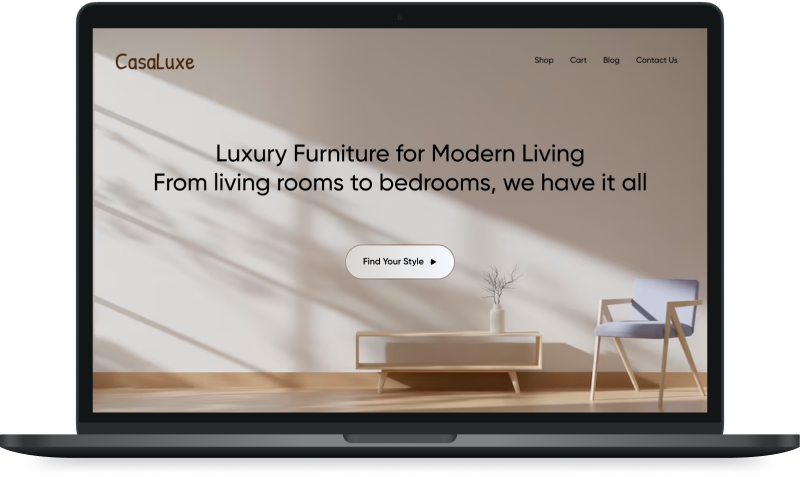 CasaLuxe
Shop Cart Blog Contact Us
Luxury Furniture for Modern Living
From living rooms to bedrooms, we have it all
Find Your Style